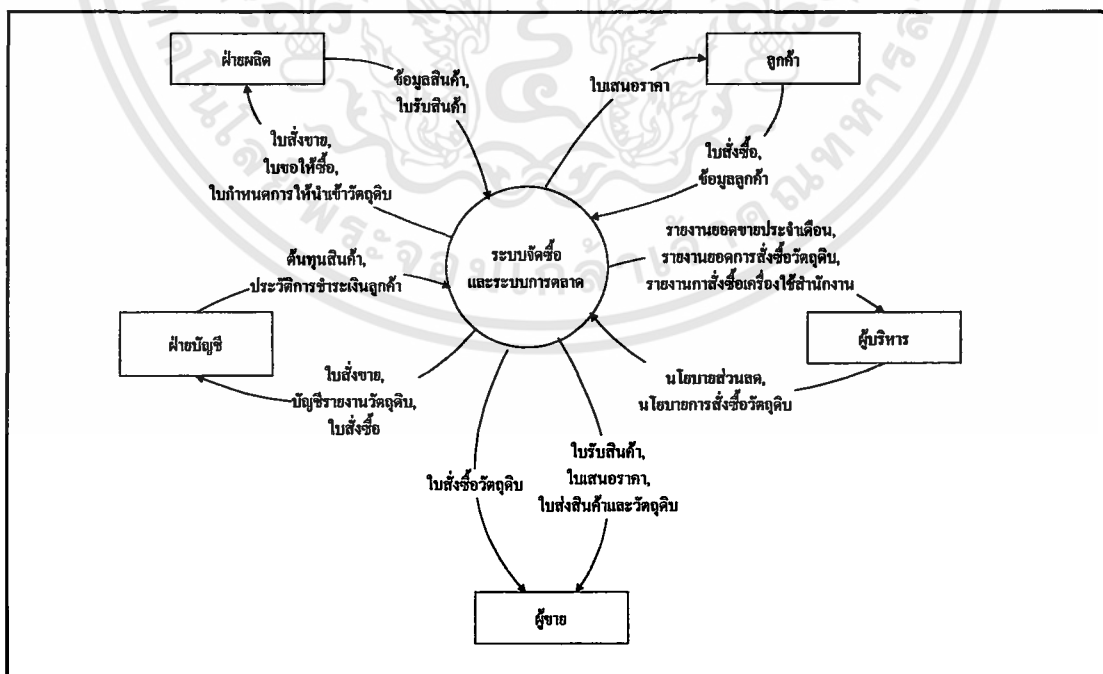 ฝ่ายผลิต
ลูกค้า
ข้อมูลสินค้า,
ใบรับสินค้า
ใบเสนอราคา
ใบสั่งขาย,
ใบขอให้ซื้อ,
ใบกำหนดการให้นำเข้าวัตถุดิบ
ใบสั่งซื้อ,
ข้อมูลลูกค้า
ระบบจัดซื้อ
และระบบการตลาด
รายงานยอดขายประจำเดือน,
รายงานยอดการสั่งซื้อวัตถุดิบ,
รายงานกาสั่งซื้อเครื่องใช้สำนักงาน
ต้นทุนสินค้า,
ประวัติการชำระเงินลูกค้า
ฝ่ายบัญชี
ผู้บริหาร
ใบสั่งขาย,
บัญชีรายงานวัตถุดิบ,
ใบสั่งซื้อ
นโยบายส่วนลด,
นโยบายการสั่งซื้อวัตถุดิบ
ใบสั่งซื้อวัตถุดิบ
ใบรับสินค้า,
ใบเสนอราคา,
ใบส่งสินค้าและวัตถุดิบ
ผู้ขาย